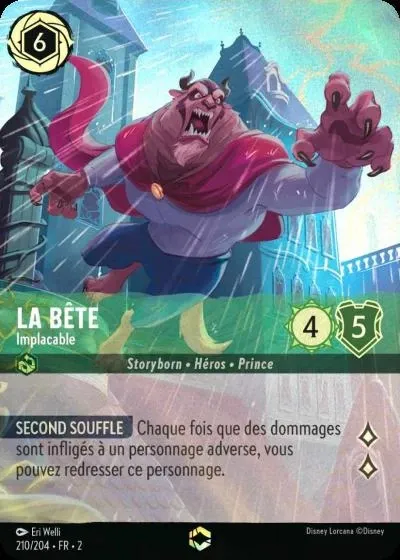 6
LA BÊTE
Implacable
4
5
Storyborn • Héros • Prince
SECOND SOUFFLE Chaque fois que des dommages
sont infligés à un personnage adverse, vous
pouvez redresser ce personnage.
Eri Welli
210/204 • FR • 2
Disney Lorcana ©Disney